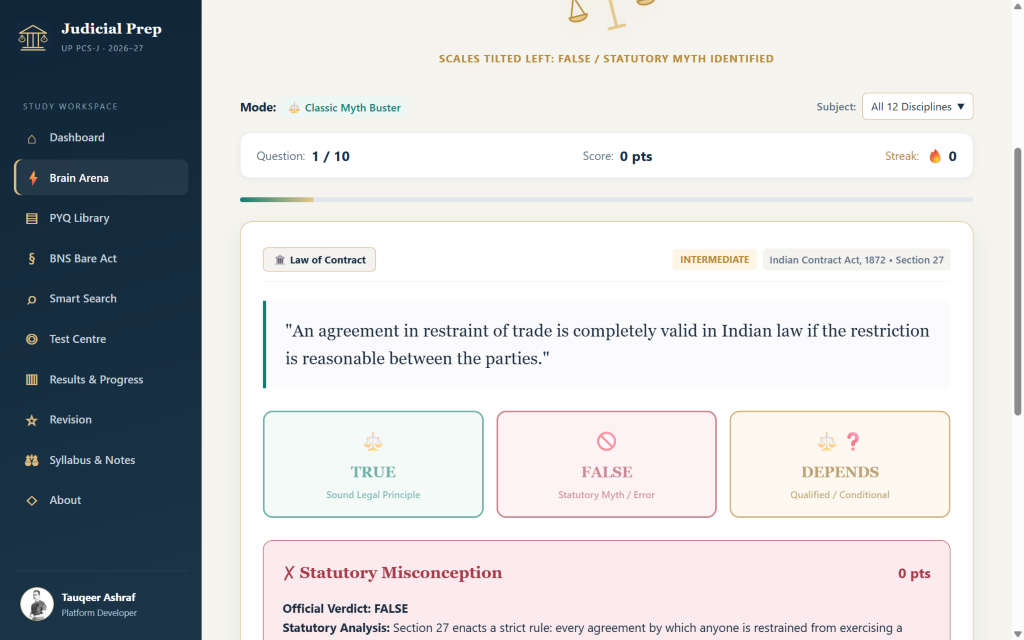 Judicial Prep
UP PCS-J · 2026–27
STUDY WORKSPACE
Dashboard
Brain Arena
PYQ Library
§ BNS Bare Act
Smart Search
Test Centre
Results & Progress
Revision
Syllabus & Notes
About
Tauqeer Ashraf
Platform Developer
SCALES TILTED LEFT: FALSE / STATUTORY MYTH IDENTIFIED
Mode: Classic Myth Buster
Subject: All 12 Disciplines ▼
Question: 1 / 10
Score: 0 pts
Streak: 🔥 0
🏛 Law of Contract
INTERMEDIATE
Indian Contract Act, 1872 • Section 27
"An agreement in restraint of trade is completely valid in Indian law if the restriction
is reasonable between the parties."
TRUE
Sound Legal Principle
FALSE
Statutory Myth / Error
❓
DEPENDS
Qualified / Conditional
✗ Statutory Misconception
0 pts
Official Verdict: FALSE
Statutory Analysis: Section 27 enacts a strict rule: every agreement by which anyone is restrained from exercising a